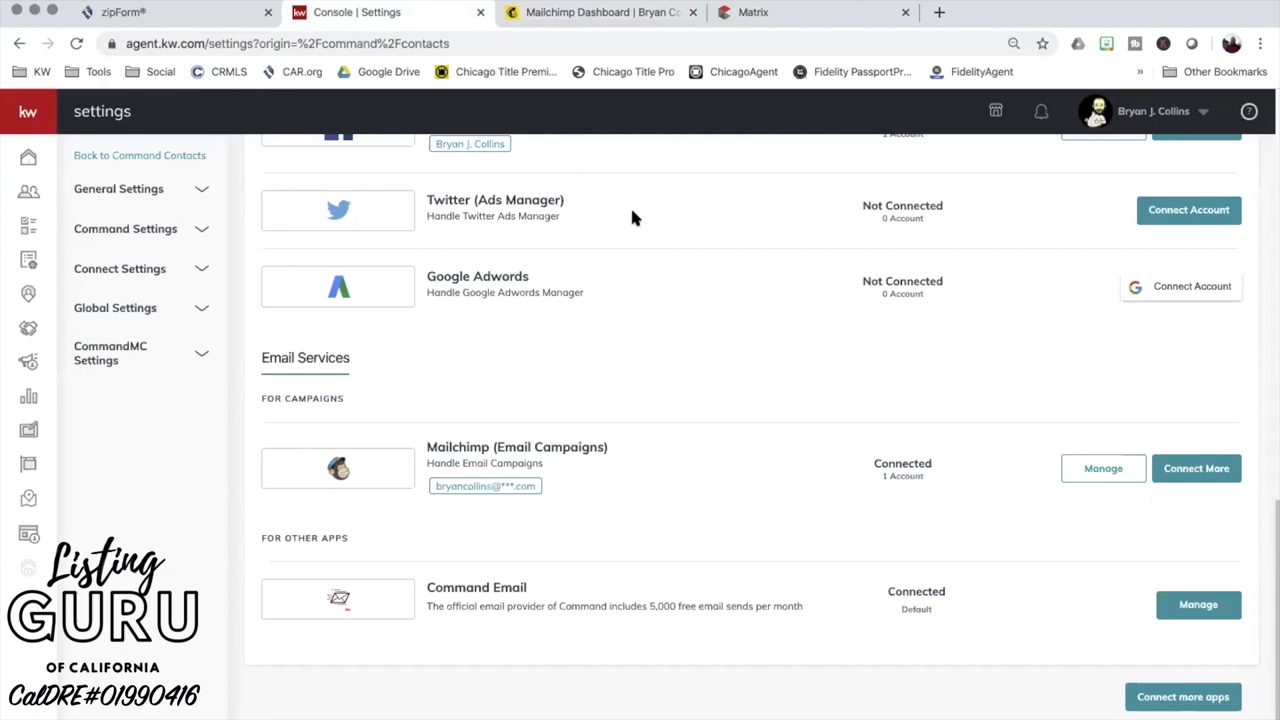 zipForm®
Console | Settings
Mailchimp Dashboard | Bryan Co
Matrix
agent.kw.com/settings?origin=%2Fcommand%2Fcontacts
KW
Tools
Social
CRMLS
CAR.org
Google Drive
Chicago Title Premi...
Chicago Title Pro
ChicagoAgent
Fidelity PassportPr...
FidelityAgent
»
Other Bookmarks
kw
settings
Bryan J. Collins
Back to Command Contacts
General Settings
Command Settings
Connect Settings
Global Settings
CommandMC
Settings
1 Account
Bryan J. Collins
Twitter (Ads Manager)
Handle Twitter Ads Manager
Not Connected
0 Account
Connect Account
Google Adwords
Handle Google Adwords Manager
Not Connected
0 Account
Connect Account
Email Services
FOR CAMPAIGNS
Mailchimp (Email Campaigns)
Handle Email Campaigns
bryancollins@***.com
Connected
1 Account
Manage
Connect More
FOR OTHER APPS
Command Email
The official email provider of Command includes 5,000 free email sends per month
Connected
Default
Manage
Connect more apps
Listing
GURU
OF CALIFORNIA
CalDRE#01990416